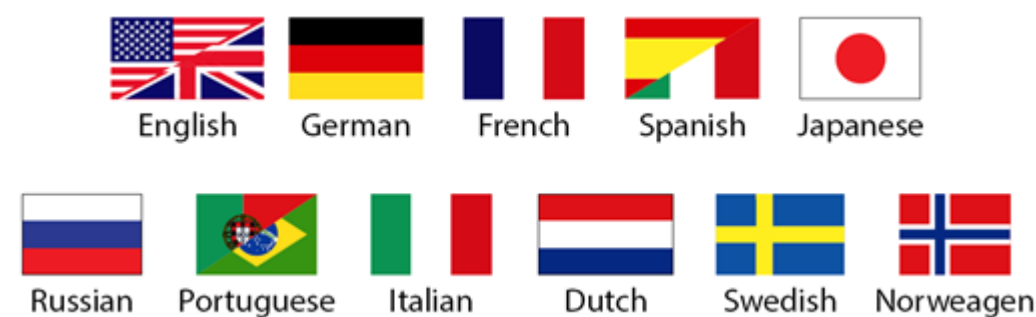 English German French Spanish Japanese
Russian Portuguese Italian Dutch Swedish Norweagen